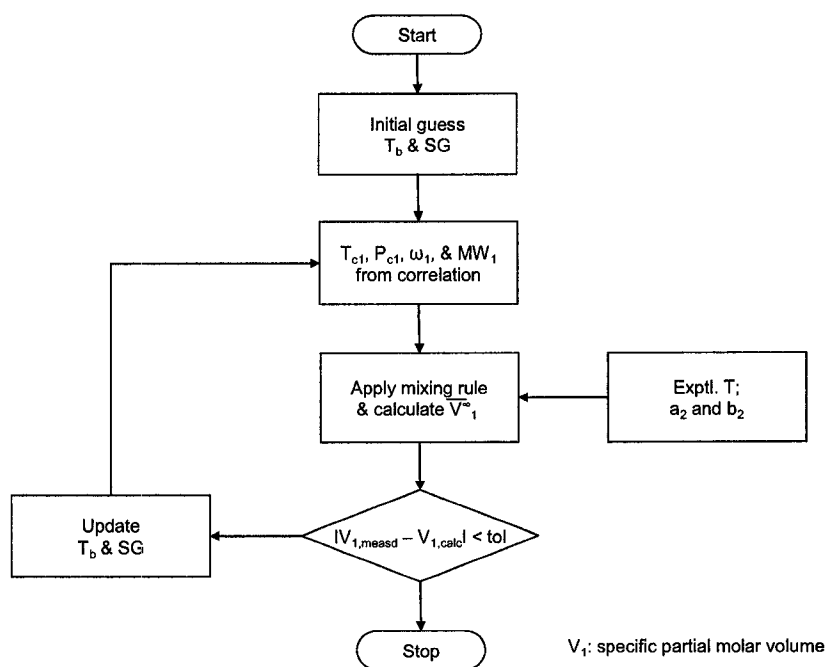 Start
Initial guess
T_b & SG
T_c1, P_c1, ω_1, & MW_1
from correlation
Apply mixing rule
& calculate V̅^∞_1
Exptl. T;
a_2 and b_2
Update
T_b & SG
|V_1,measd – V_1,calc| < tol
Stop
V_1: specific partial molar volume